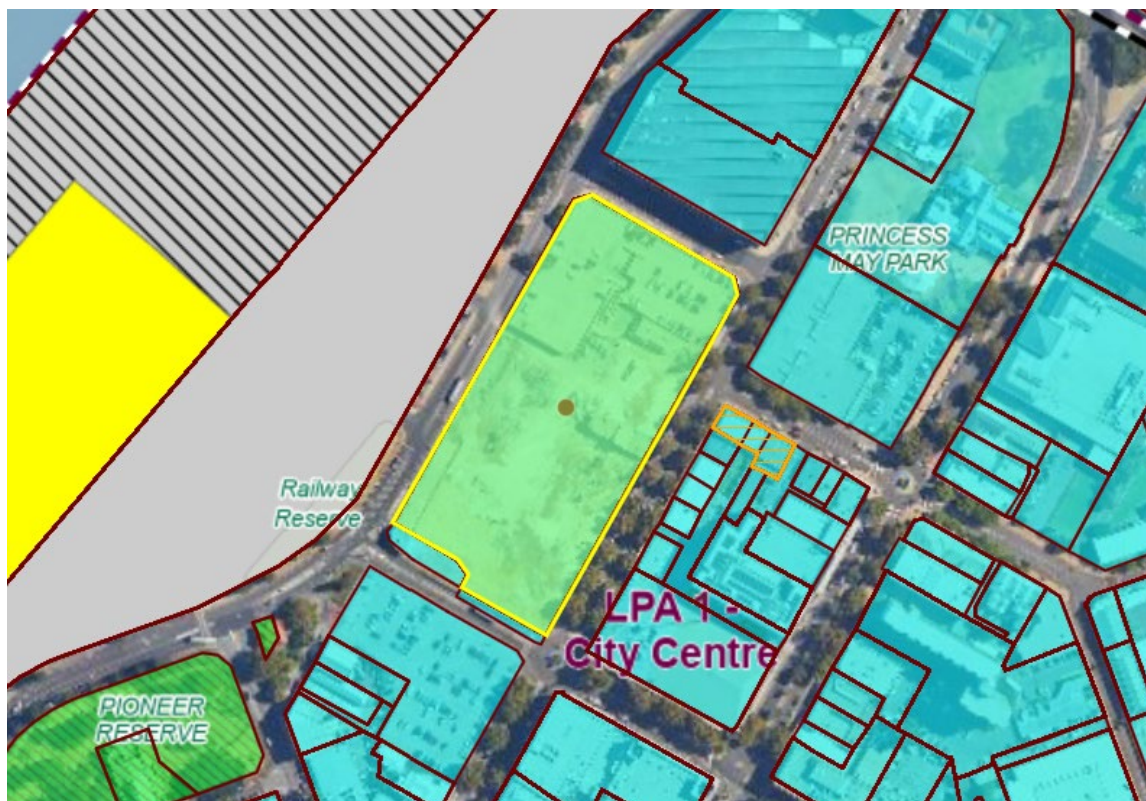 PRINCESS
MAY PARK
Railway
Reserve
LPA 1 -
City Centre
PIONEER
RESERVE